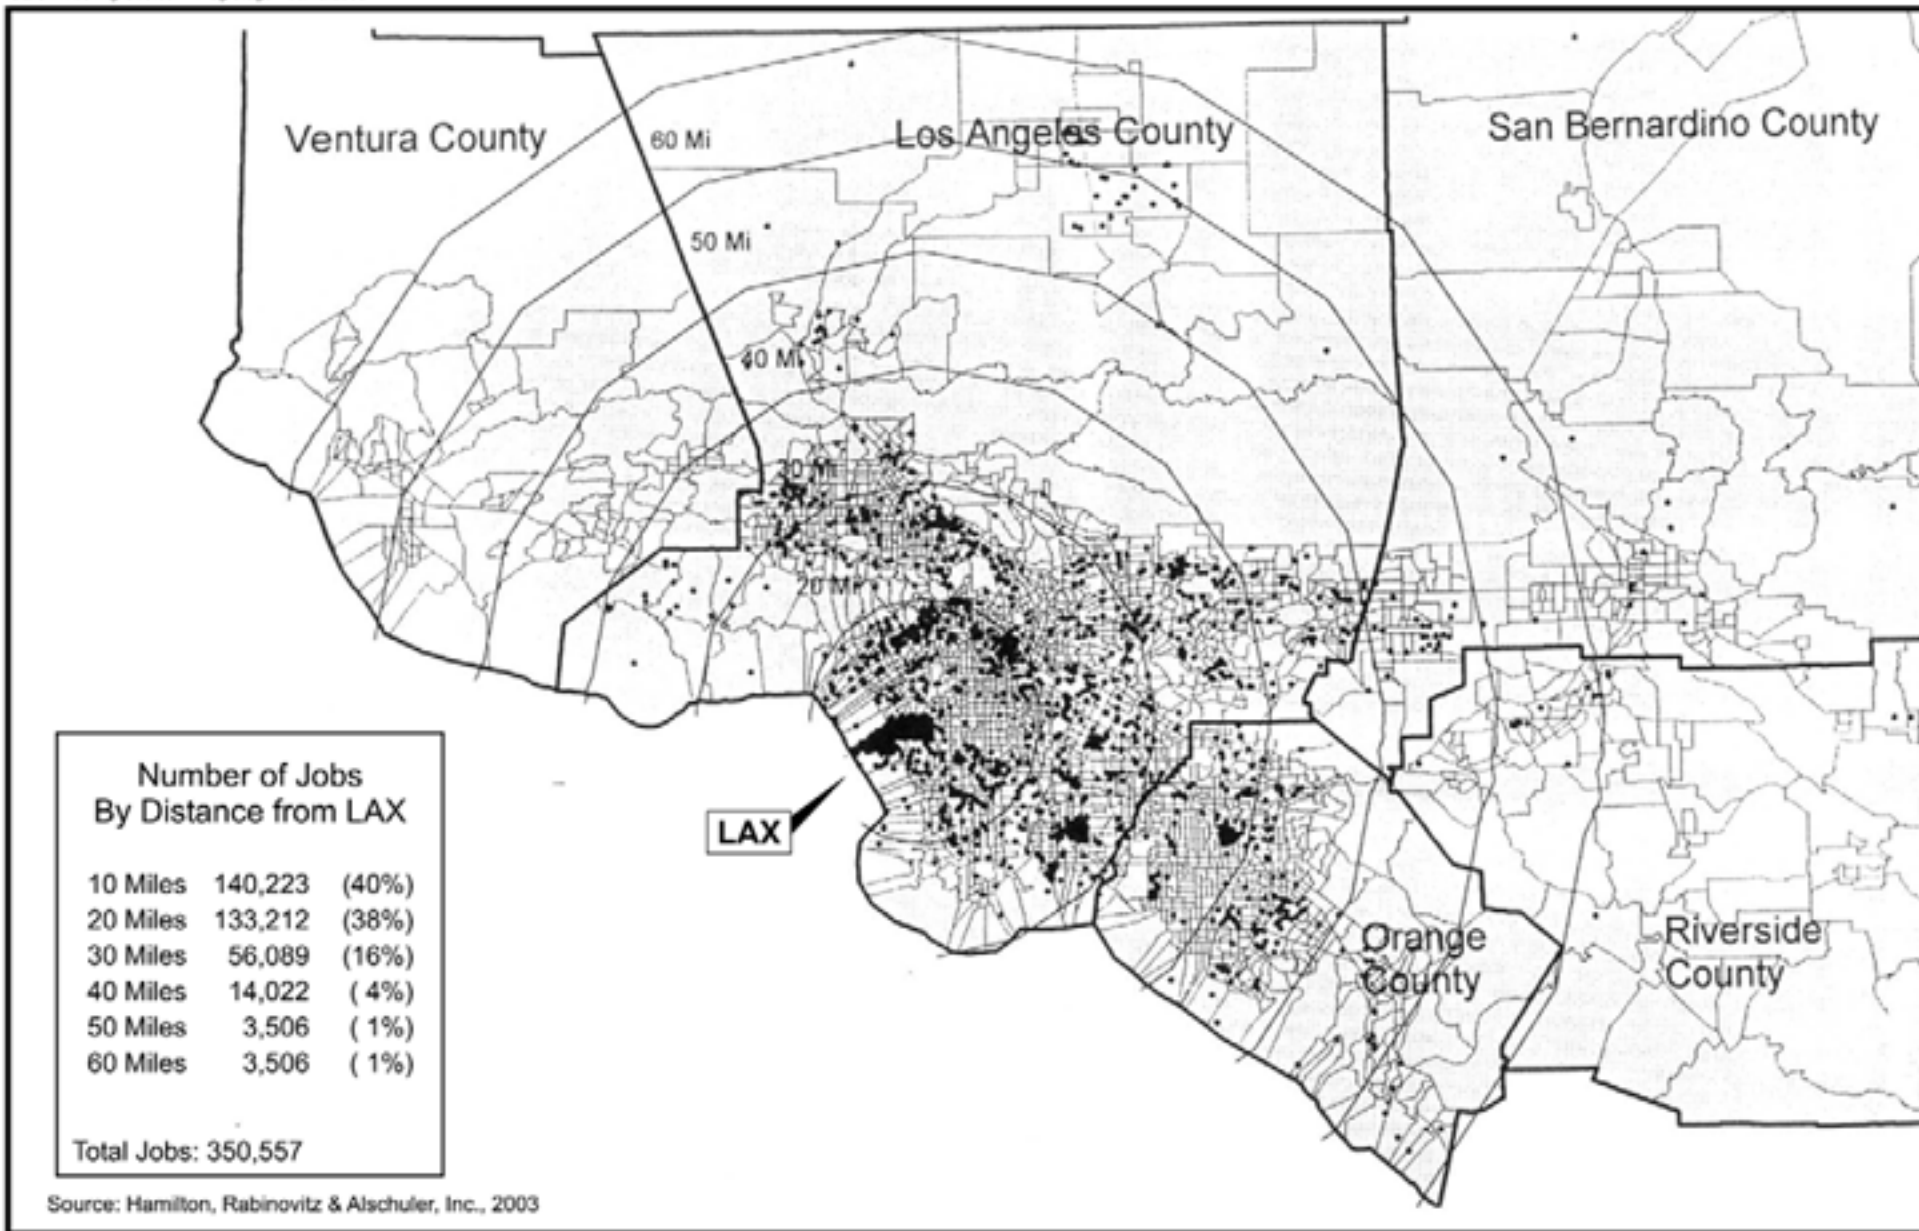 Ventura County
Los Angeles County
San Bernardino County
60 Mi
50 Mi
40 Mi
30 Mi
20 Mi
LAX
Orange
County
Riverside
County
Number of Jobs
By Distance from LAX
10 Miles 140,223 (40%)
20 Miles 133,212 (38%)
30 Miles 56,089 (16%)
40 Miles 14,022 ( 4%)
50 Miles 3,506 ( 1%)
60 Miles 3,506 ( 1%)
Total Jobs: 350,557
Source: Hamilton, Rabinovitz & Alschuler, Inc., 2003